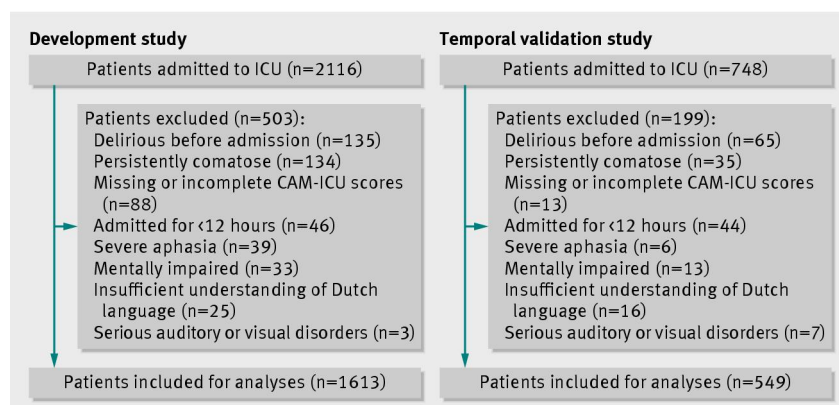 Development study
Patients admitted to ICU (n=2116)
Patients excluded (n=503):
Delirious before admission (n=135)
Persistently comatose (n=134)
Missing or incomplete CAM-ICU scores
(n=88)
Admitted for <12 hours (n=46)
Severe aphasia (n=39)
Mentally impaired (n=33)
Insufficient understanding of Dutch
language (n=25)
Serious auditory or visual disorders (n=3)
Patients included for analyses (n=1613)
Temporal validation study
Patients admitted to ICU (n=748)
Patients excluded (n=199):
Delirious before admission (n=65)
Persistently comatose (n=35)
Missing or incomplete CAM-ICU scores
(n=13)
Admitted for <12 hours (n=44)
Severe aphasia (n=6)
Mentally impaired (n=13)
Insufficient understanding of Dutch
language (n=16)
Serious auditory or visual disorders (n=7)
Patients included for analyses (n=549)